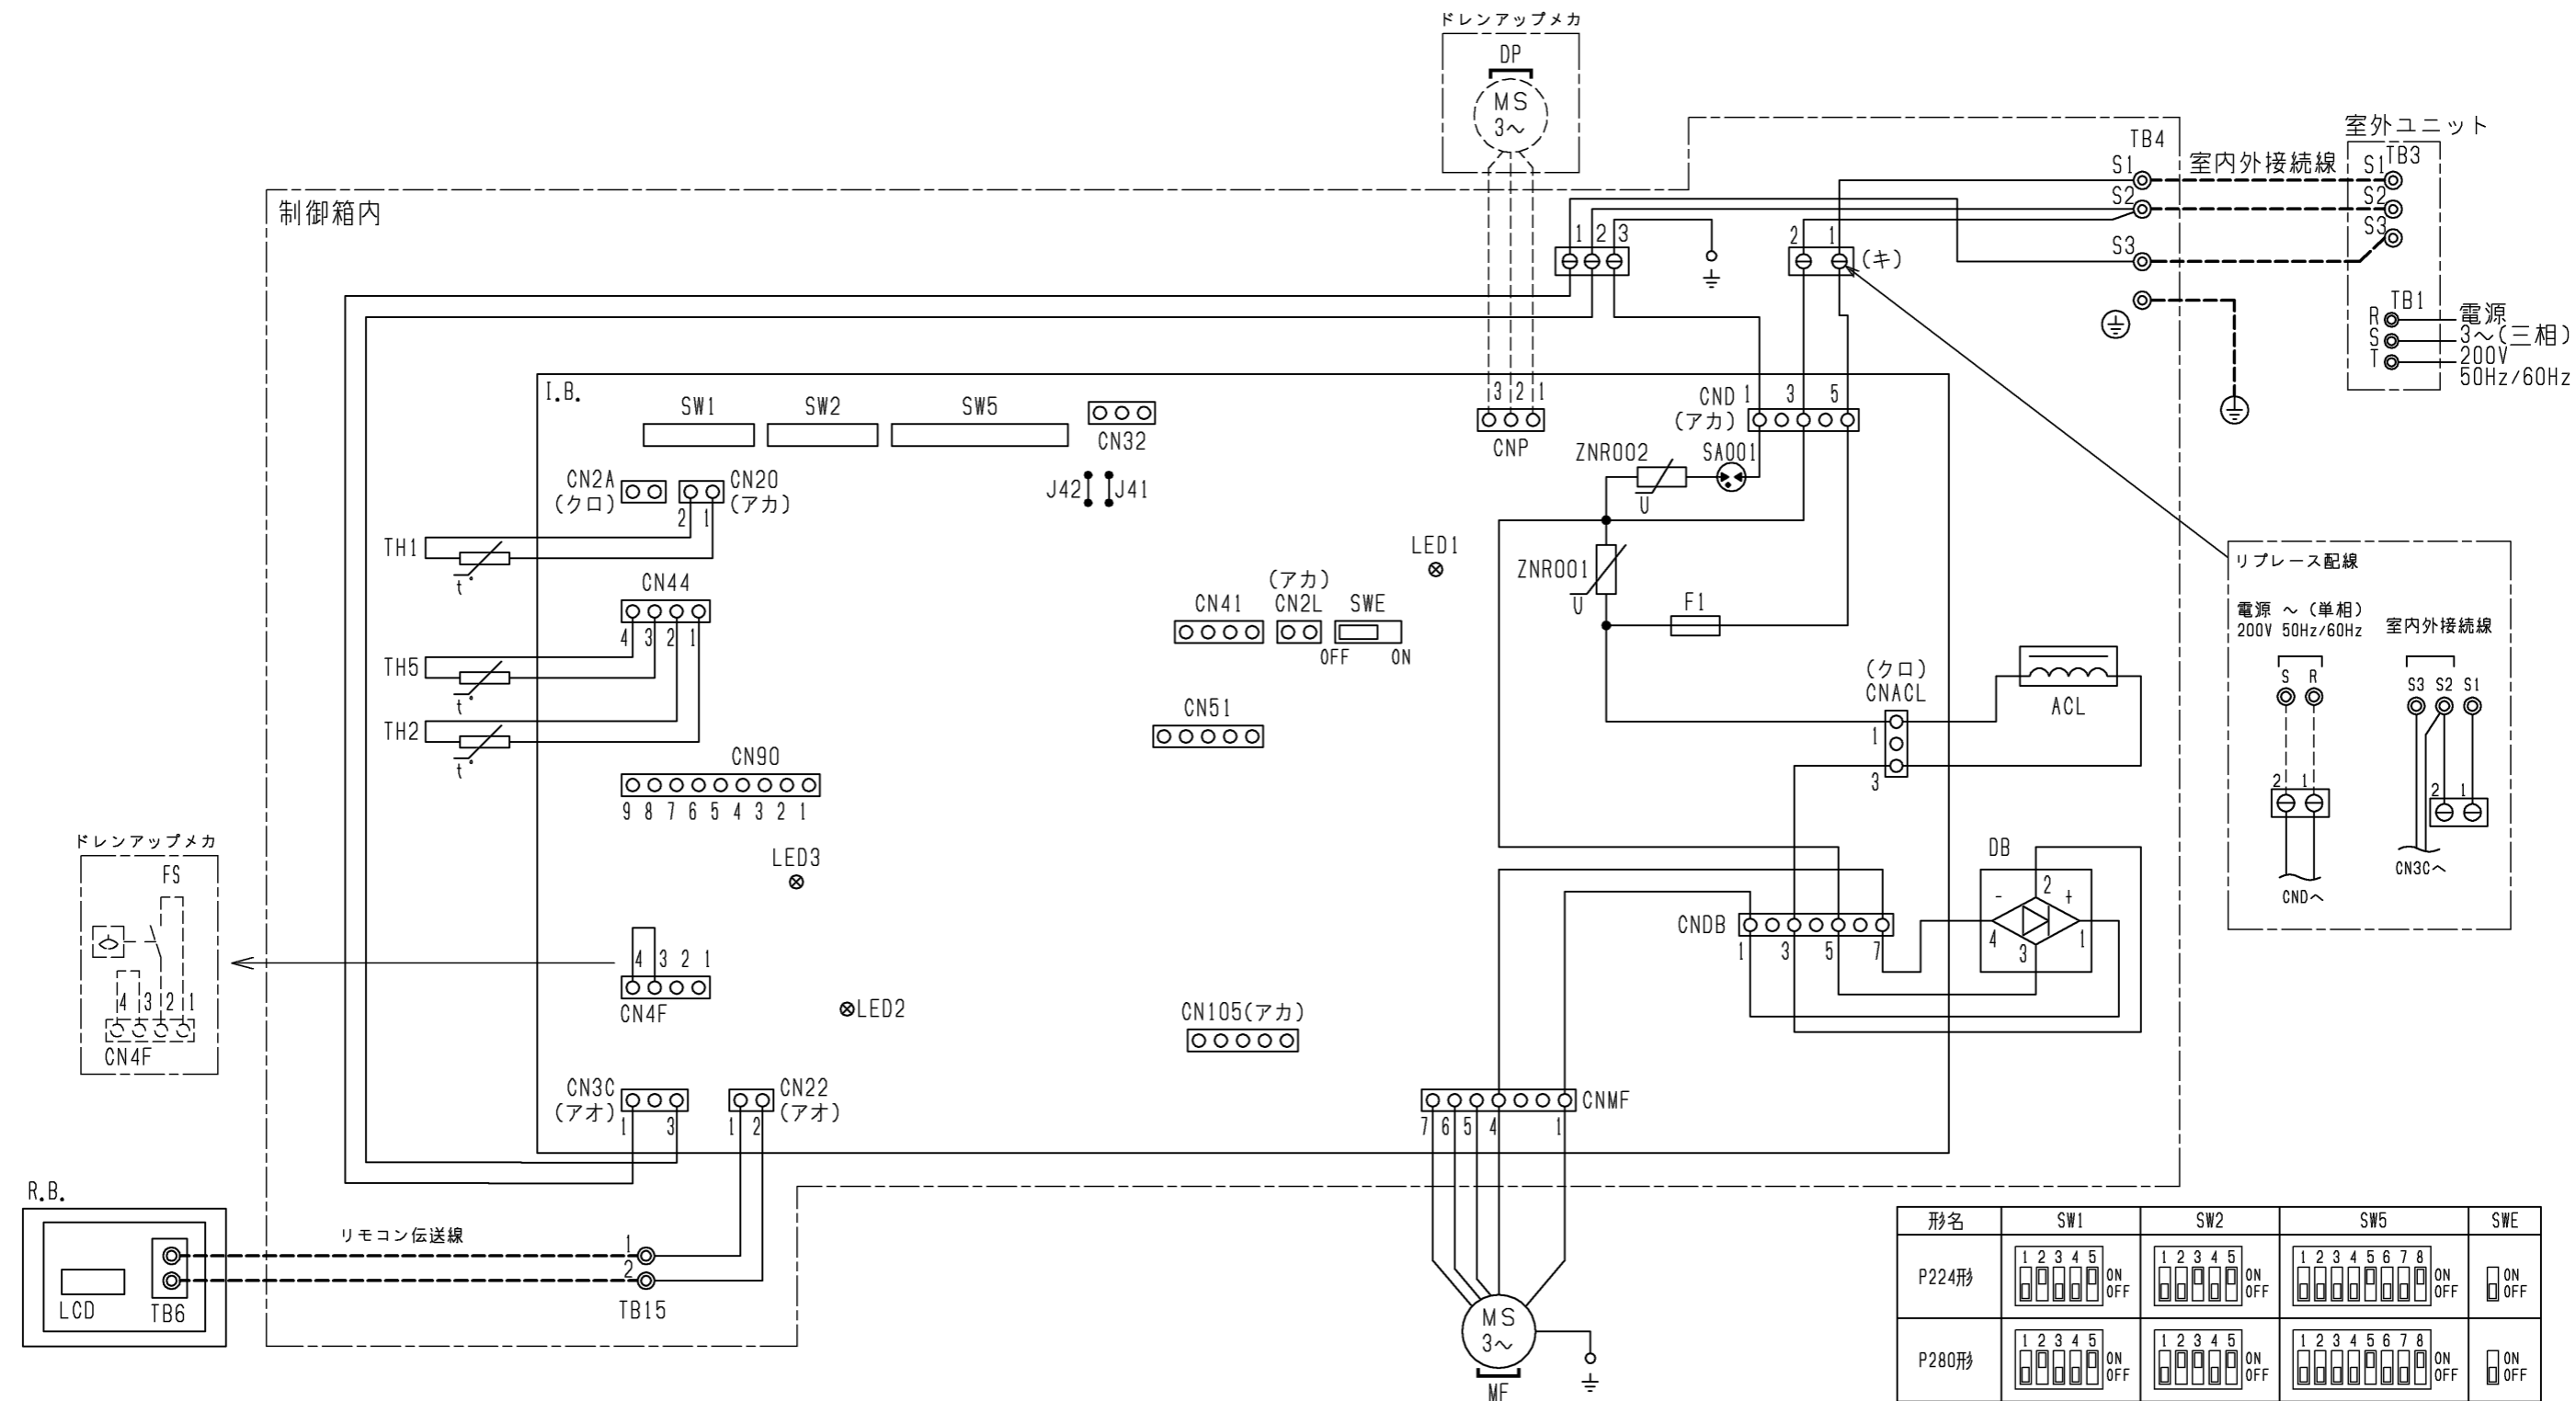 ドレンアップメカ
DP
MS
3～
制御箱内
TB4
S1
S2
S3
室内外接続線
室外ユニット
TB3
S1
S2
S3
TB1
R
S
T
電源
3～(三相)
200V
50Hz/60Hz
1 2 3
2 1
(キ)
I.B.
SW1
SW2
SW5
CN32
3 2 1
CNP
CND
(アカ)
1 3 5
CN2A
(クロ)
CN20
(アカ)
2 1
J42
J41
ZNR002
U
SA001
TH1
t°
LED1
ZNR001
U
F1
CN44
4 3 2 1
CN41
(アカ)
CN2L
SWE
OFF ON
TH5
t°
TH2
t°
CN51
(クロ)
CNACL
1
3
ACL
CN90
9 8 7 6 5 4 3 2 1
リプレース配線
電源 ～ (単相)
200V 50Hz/60Hz
室内外接続線
S R
S3 S2 S1
2 1
2 1
CN3Cへ
CNDへ
ドレンアップメカ
FS
4 3 2 1
CN4F
LED3
4 3 2 1
CN4F
LED2
CN105(アカ)
CNDB
1 3 5 7
DB
2
- +
4 1
3
CN3C
(アオ)
1 3
CN22
(アオ)
1 2
CNMF
7 6 5 4 1
R.B.
LCD
TB6
リモコン伝送線
1
2
TB15
MS
3～
MF
形名 SW1 SW2 SW5 SWE
P224形
1 2 3 4 5
ON
OFF
1 2 3 4 5
ON
OFF
1 2 3 4 5 6 7 8
ON
OFF
ON
OFF
P280形
1 2 3 4 5
ON
OFF
1 2 3 4 5
ON
OFF
1 2 3 4 5 6 7 8
ON
OFF
ON
OFF